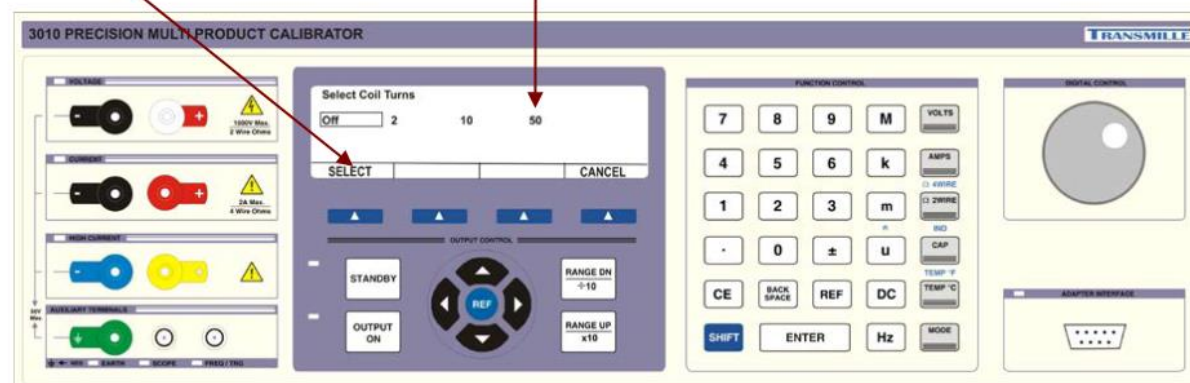 3010 PRECISION MULTI PRODUCT CALIBRATOR
TRANSMILLE
VOLTAGE
1000V Max.
2 Wire Ohms
CURRENT
2A Max.
4 Wire Ohms
HIGH CURRENT
AUXILIARY TERMINALS
30V
Max.
EARTH
SCOPE
FREQ / TRG
Select Coil Turns
Off 2 10 50
SELECT CANCEL
OUTPUT CONTROL
STANDBY
RANGE DN
÷10
REF
OUTPUT
ON
RANGE UP
x10
FUNCTION CONTROL
7 8 9 M VOLTS
4 5 6 k AMPS
Ω 4WIRE
1 2 3 m Ω 2WIRE
n IND
. 0 ± u CAP
TEMP °F
CE BACK SPACE REF DC TEMP °C
SHIFT ENTER Hz MODE
DIGITAL CONTROL
ADAPTER INTERFACE